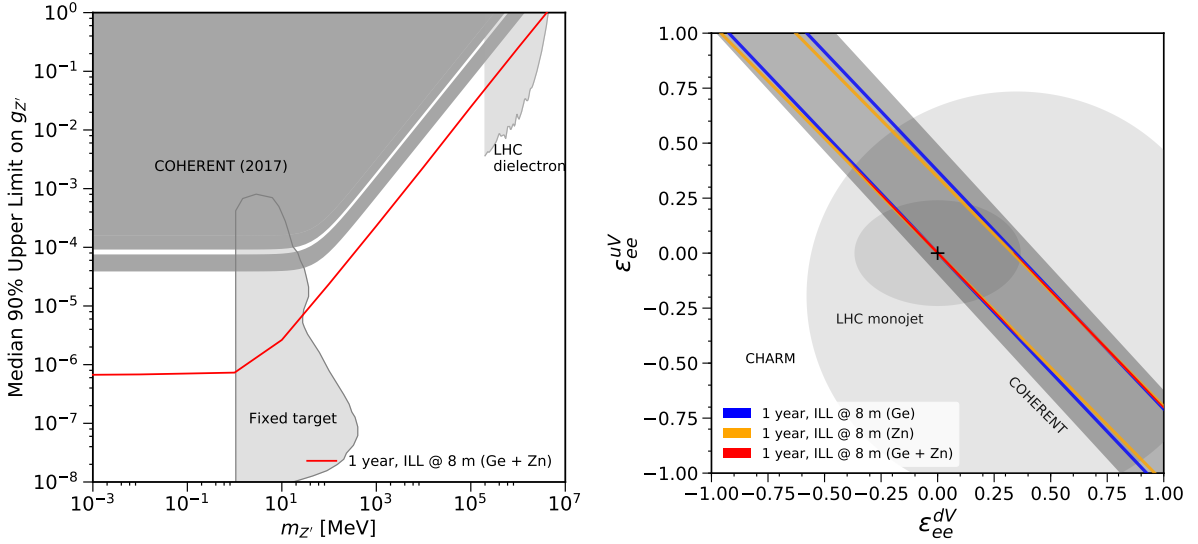 10^0
10^−1
10^−2
10^−3
10^−4
10^−5
10^−6
10^−7
10^−8
Median 90% Upper Limit on g_Z′
COHERENT (2017)
LHC
dielectron
Fixed target
1 year, ILL @ 8 m (Ge + Zn)
10^−3 10^−1 10^1 10^3 10^5 10^7
m_Z′ [MeV]
1.00
0.75
0.50
0.25
0.00
−0.25
−0.50
−0.75
−1.00
ε_ee^uV
LHC monojet
CHARM
COHERENT
1 year, ILL @ 8 m (Ge)
1 year, ILL @ 8 m (Zn)
1 year, ILL @ 8 m (Ge + Zn)
−1.00 −0.75 −0.50 −0.25 0.00 0.25 0.50 0.75 1.00
ε_ee^dV